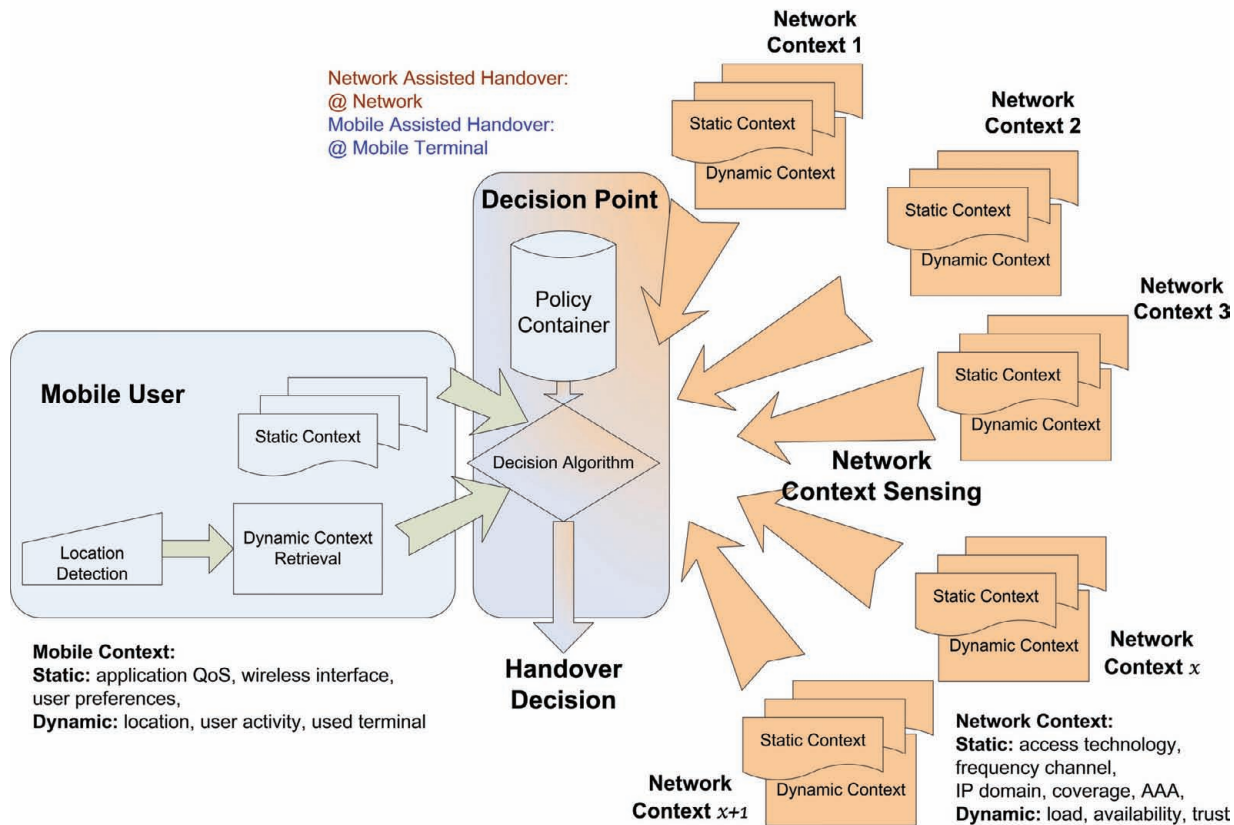 Network
Context 1
Network Assisted Handover:
@ Network
Mobile Assisted Handover:
@ Mobile Terminal
Static Context
Dynamic Context
Network
Context 2
Static Context
Dynamic Context
Decision Point
Policy
Container
Network
Context 3
Static Context
Dynamic Context
Mobile User
Static Context
Decision Algorithm
Network
Context Sensing
Location
Detection
Dynamic Context
Retrieval
Static Context
Dynamic Context
Network
Context x
Mobile Context:
Static: application QoS, wireless interface,
user preferences,
Dynamic: location, user activity, used terminal
Handover
Decision
Static Context
Dynamic Context
Network
Context x+1
Network Context:
Static: access technology,
frequency channel,
IP domain, coverage, AAA,
Dynamic: load, availability, trust